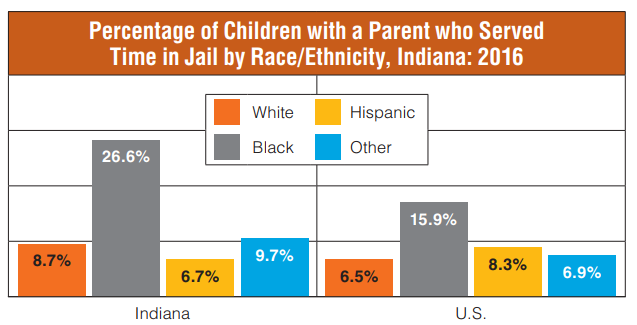 Percentage of Children with a Parent who Served
Time in Jail by Race/Ethnicity, Indiana: 2016
White
Hispanic
Black
Other
8.7%
26.6%
6.7%
9.7%
6.5%
15.9%
8.3%
6.9%
Indiana
U.S.